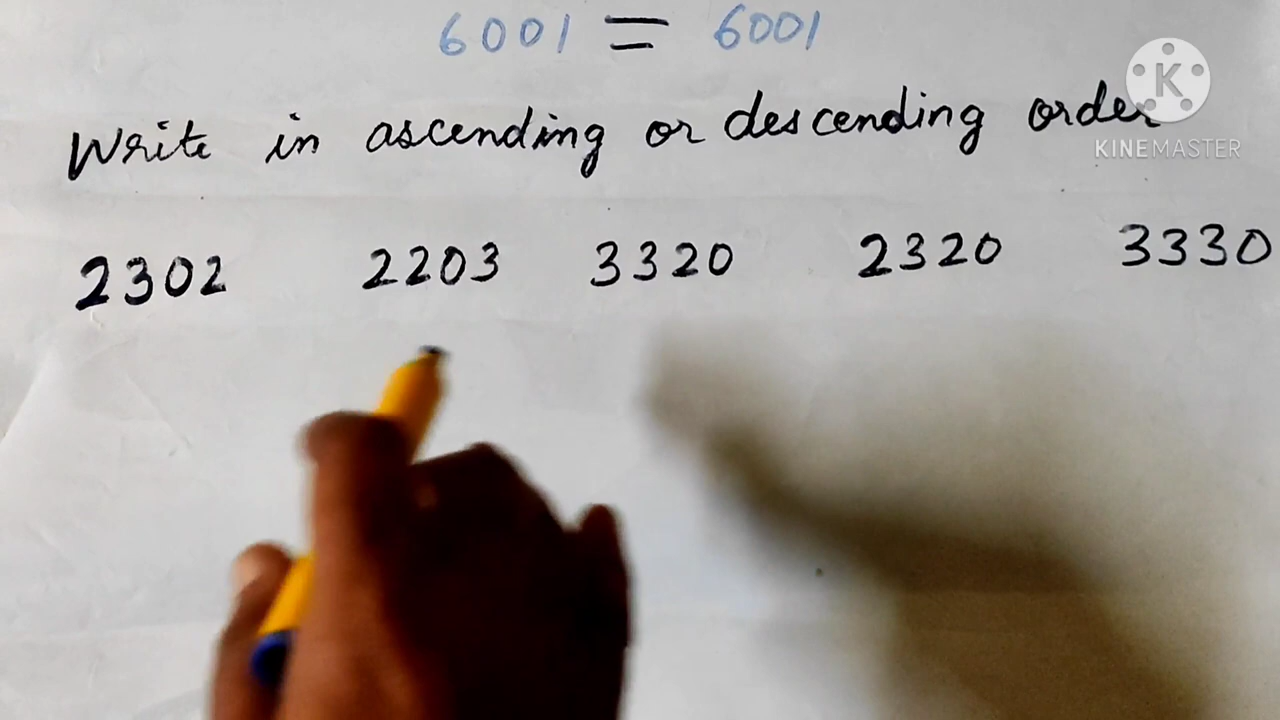 6001 = 6001
Write in ascending or descending order
2302 2203 3320 2320 3330
K
KINEMASTER